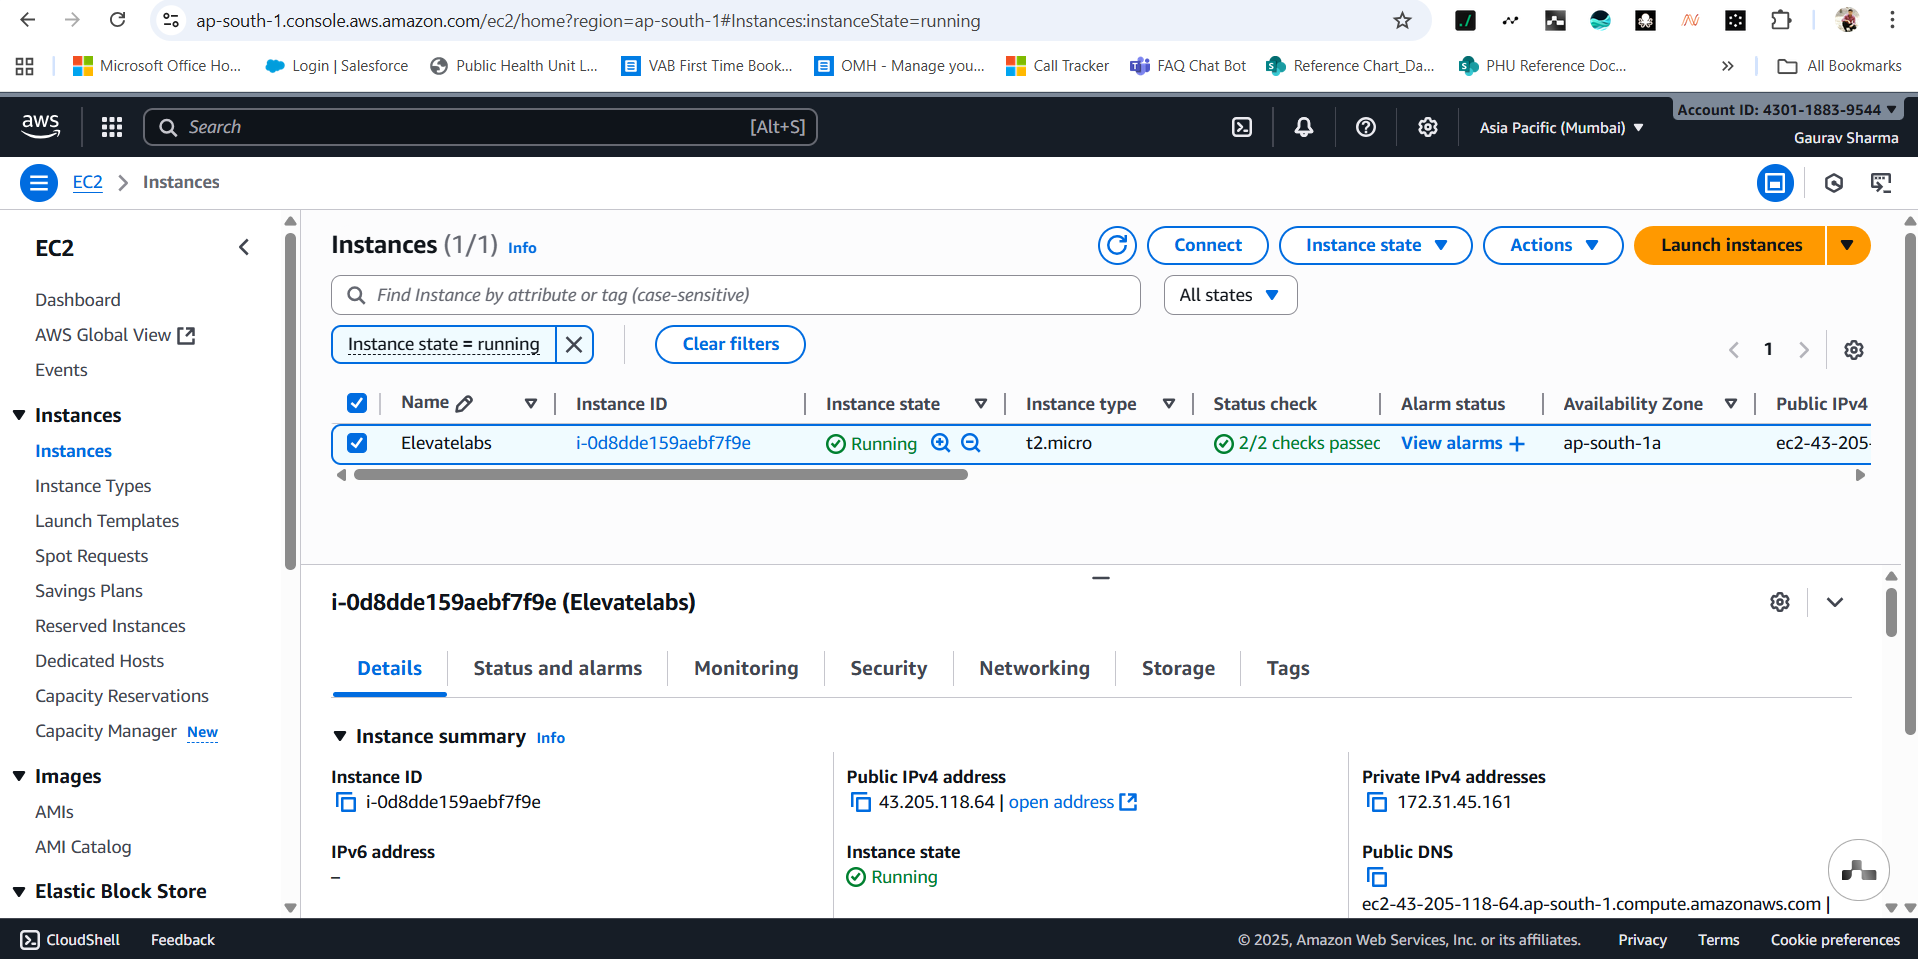 ap-south-1.console.aws.amazon.com/ec2/home?region=ap-south-1#Instances:instanceState=running
Microsoft Office Ho... Login | Salesforce Public Health Unit L... VAB First Time Book... OMH - Manage you... Call Tracker FAQ Chat Bot Reference Chart_Da... PHU Reference Doc... » All Bookmarks
aws Search [Alt+S] Asia Pacific (Mumbai) Account ID: 4301-1883-9544
Gaurav Sharma
EC2 Instances
EC2
Dashboard
AWS Global View
Events
Instances
Instances
Instance Types
Launch Templates
Spot Requests
Savings Plans
Reserved Instances
Dedicated Hosts
Capacity Reservations
Capacity Manager New
Images
AMIs
AMI Catalog
Elastic Block Store
Instances (1/1) Info Connect Instance state Actions Launch instances
Find Instance by attribute or tag (case-sensitive) All states
Instance state = running Clear filters 1
Name Instance ID Instance state Instance type Status check Alarm status Availability Zone Public IPv4
Elevatelabs i-0d8dde159aebf7f9e Running t2.micro 2/2 checks passec View alarms + ap-south-1a ec2-43-205-
i-0d8dde159aebf7f9e (Elevatelabs)
Details Status and alarms Monitoring Security Networking Storage Tags
Instance summary Info
Instance ID Public IPv4 address Private IPv4 addresses
i-0d8dde159aebf7f9e 43.205.118.64 | open address 172.31.45.161
IPv6 address Instance state Public DNS
– Running
ec2-43-205-118-64.ap-south-1.compute.amazonaws.com |
CloudShell Feedback © 2025, Amazon Web Services, Inc. or its affiliates. Privacy Terms Cookie preferences